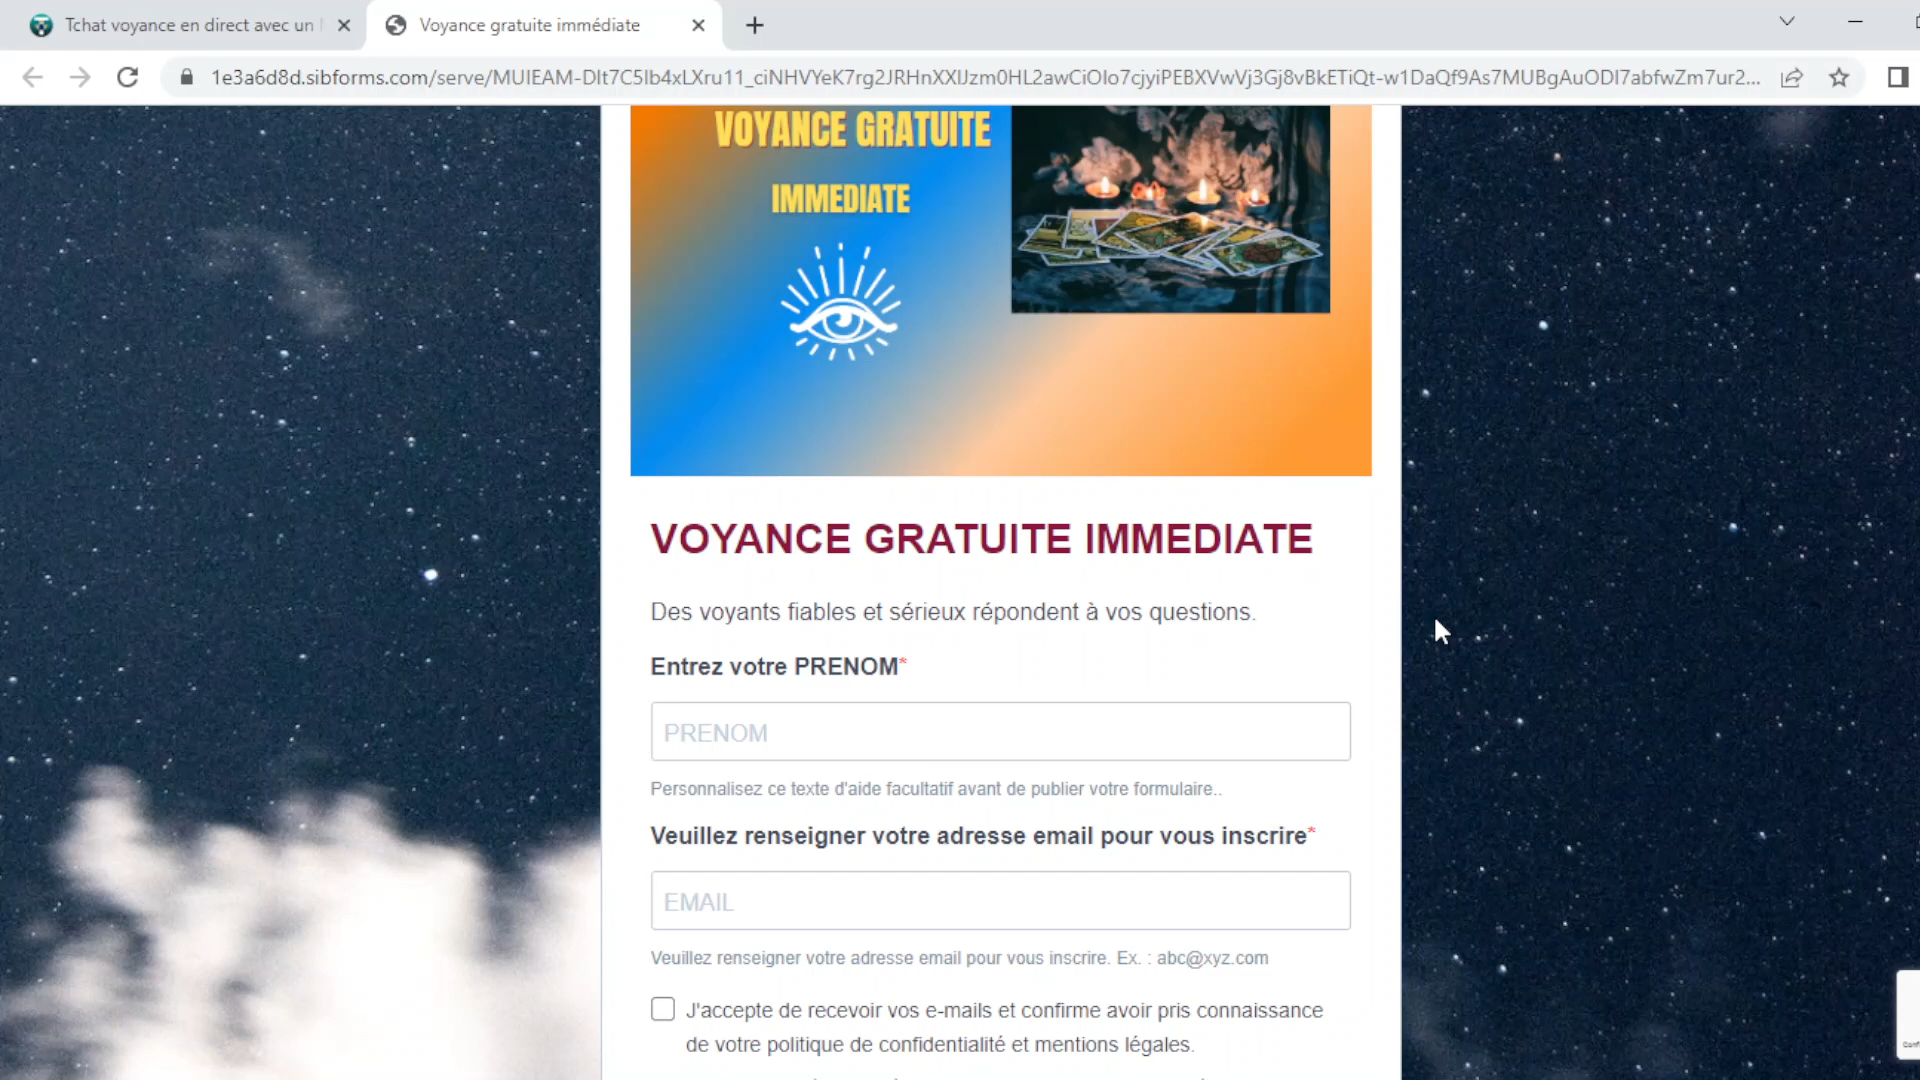 Tchat voyance en direct avec un
Voyance gratuite immédiate
1e3a6d8d.sibforms.com/serve/
VOYANCE GRATUITE
IMMEDIATE
VOYANCE GRATUITE IMMEDIATE
Des voyants fiables et sérieux répondent à vos questions.
Entrez votre PRENOM*
PRENOM
Personnalisez ce texte d'aide facultatif avant de publier votre formulaire..
Veuillez renseigner votre adresse email pour vous inscrire*
EMAIL
Veuillez renseigner votre adresse email pour vous inscrire. Ex. : abc@xyz.com
J'accepte de recevoir vos e-mails et confirme avoir pris connaissance
de votre politique de confidentialité et mentions légales.